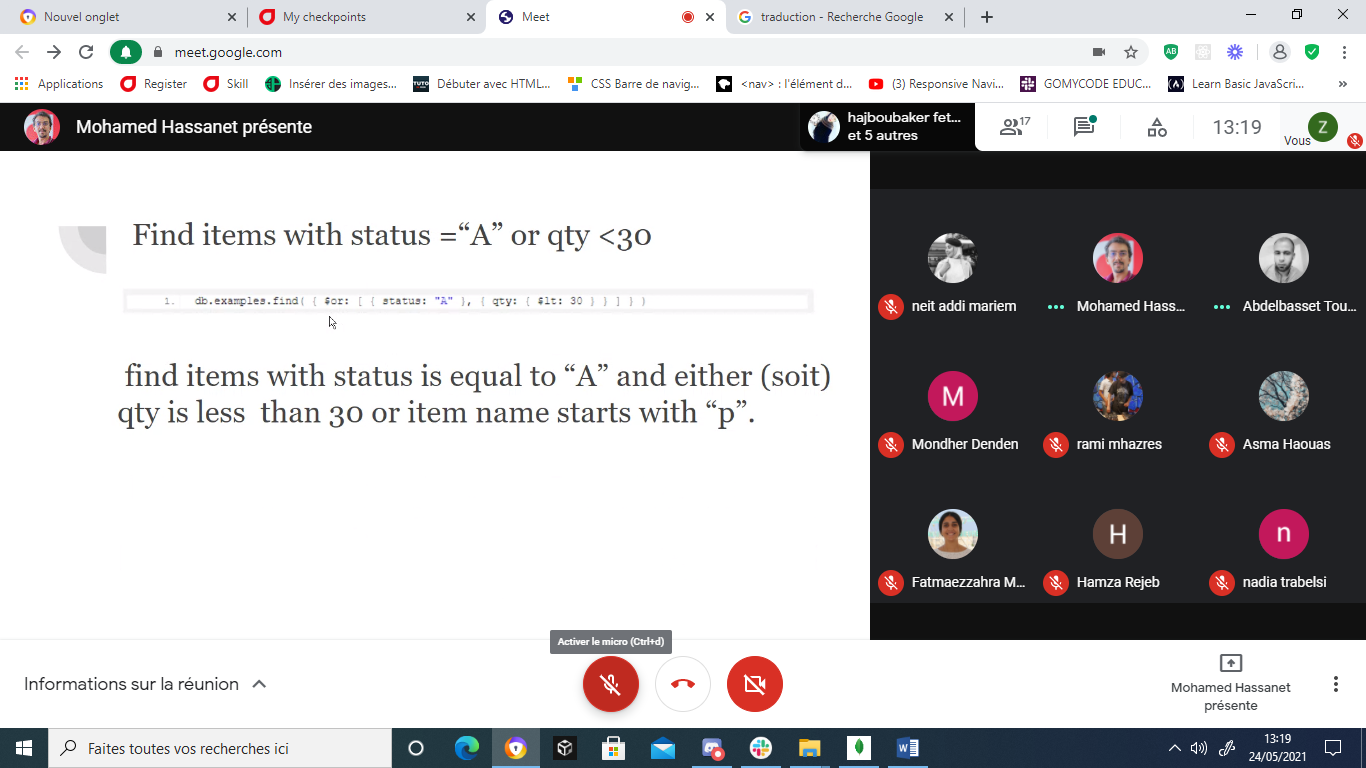 Nouvel onglet
My checkpoints
Meet
traduction - Recherche Google
meet.google.com
Applications
Register
Skill
Insérer des images...
Débuter avec HTML...
CSS Barre de navig...
<nav> : l'élément d...
(3) Responsive Navi...
GOMYCODE EDUC...
Learn Basic JavaScri...
»
Mohamed Hassanet présente
hajboubaker fet...
et 5 autres
17
13:19
Vous
Z
Find items with status =“A” or qty <30
1. db.examples.find( { $or: [ { status: "A" }, { qty: { $lt: 30 } } ] } )
find items with status is equal to “A” and either (soit)
qty is less than 30 or item name starts with “p”.
neit addi mariem
Mohamed Hass...
Abdelbasset Tou...
M
Mondher Denden
rami mhazres
Asma Haouas
H
n
Fatmaezzahra M...
Hamza Rejeb
nadia trabelsi
Activer le micro (Ctrl+d)
Informations sur la réunion
Mohamed Hassanet
présente
Faites toutes vos recherches ici
13:19
24/05/2021